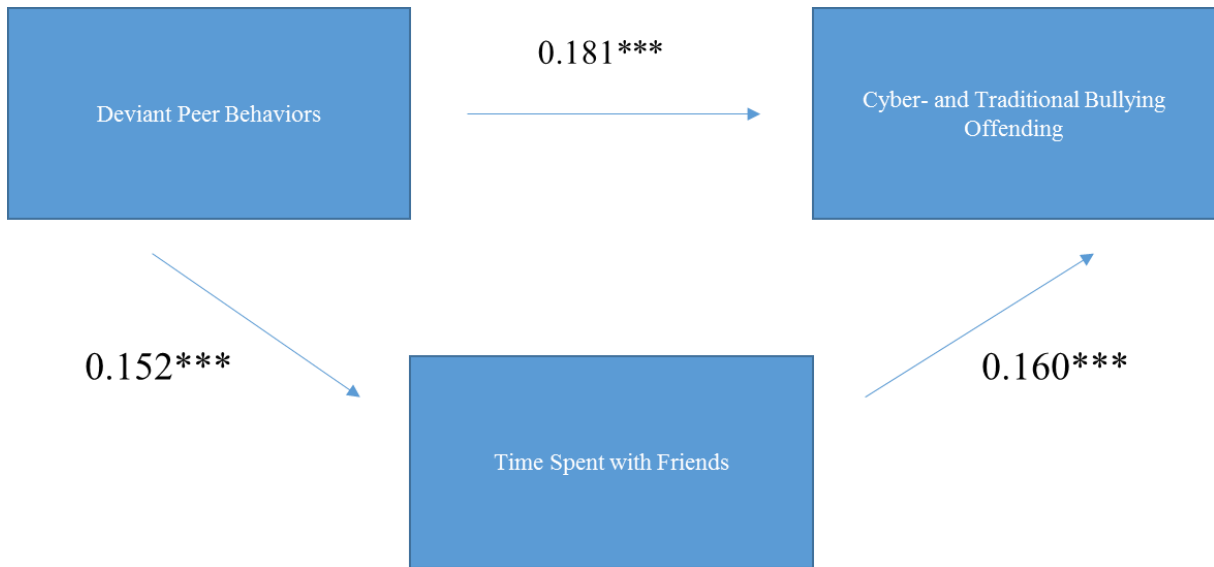 0.181***
Deviant Peer Behaviors
Cyber- and Traditional Bullying
Offending
0.152***
0.160***
Time Spent with Friends